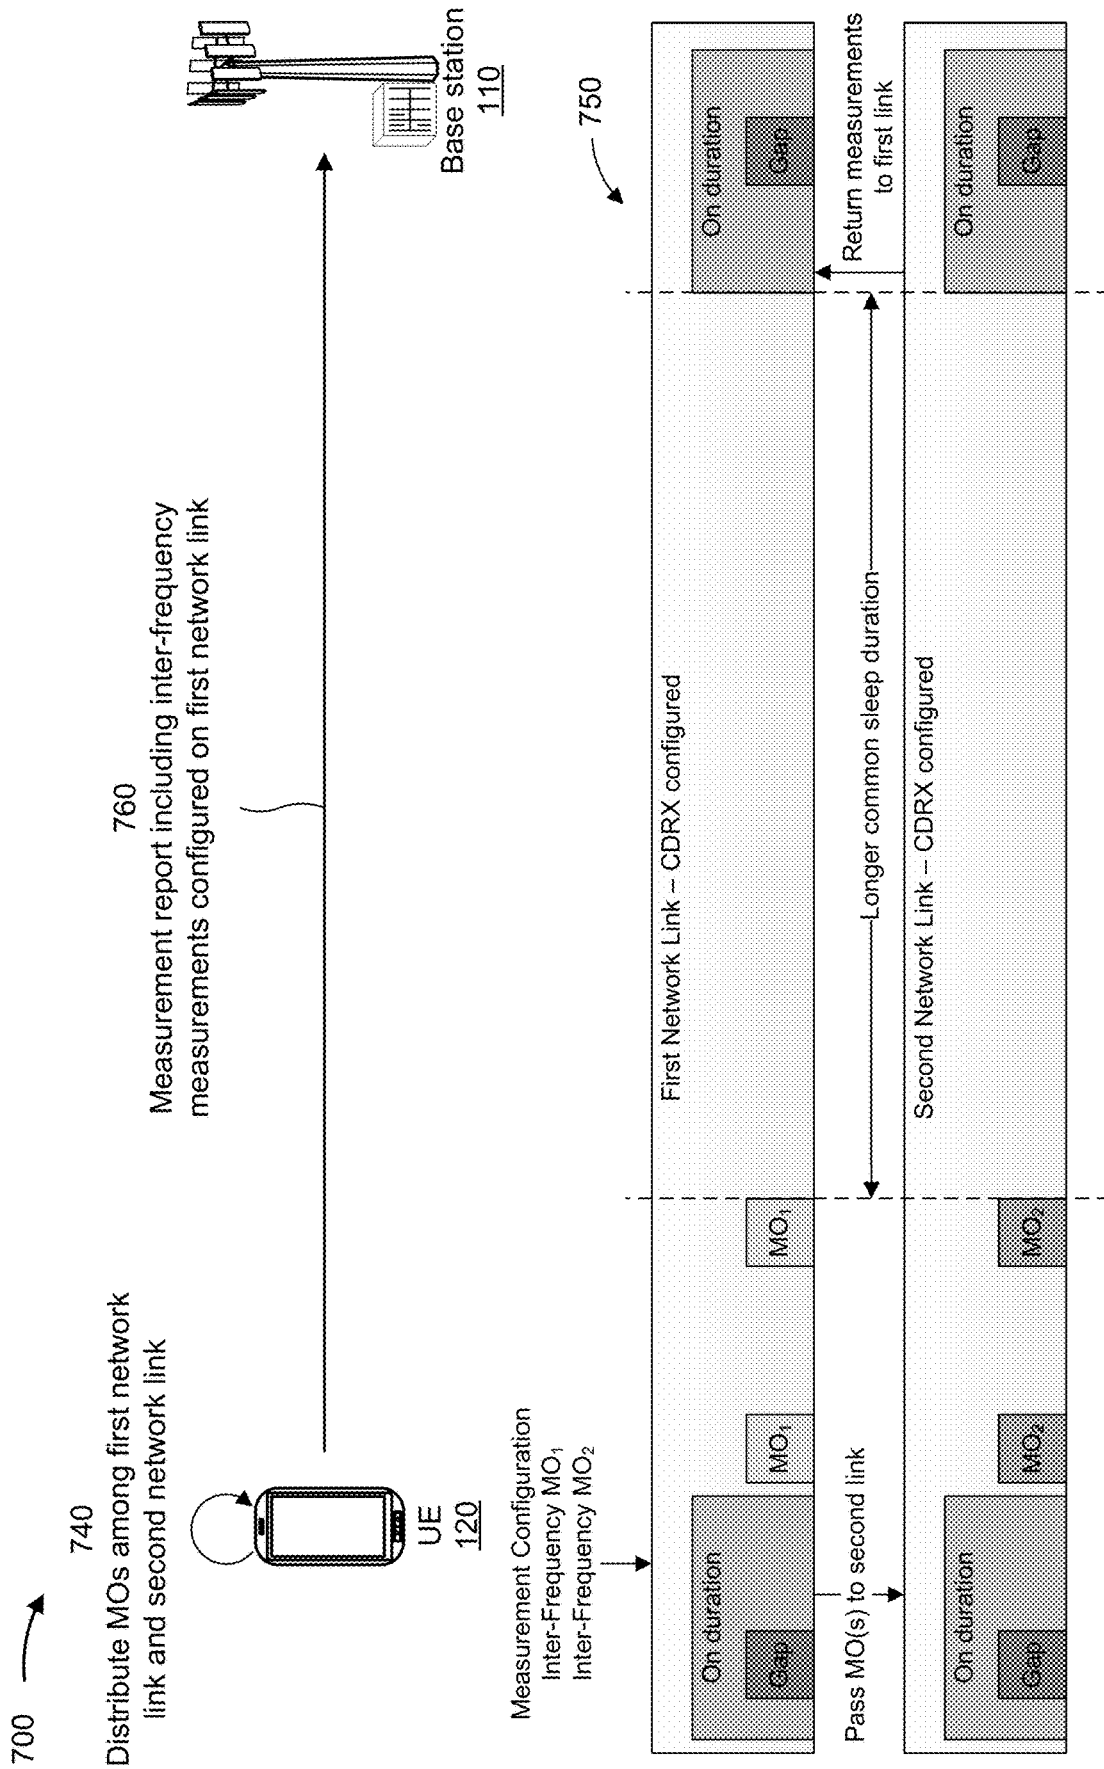 700
740
Distribute MOs among first network
link and second network link
760
Measurement report including inter-frequency
measurements configured on first network link
UE
120
Base station
110
Measurement Configuration
Inter-Frequency MO₁
Inter-Frequency MO₂
750
First Network Link – CDRX configured
On duration
Gap
MO₁
MO₁
On duration
Gap
Pass MO(s) to second link
Longer common sleep duration
Return measurements
to first link
Second Network Link – CDRX configured
On duration
Gap
MO₂
MO₂
On duration
Gap